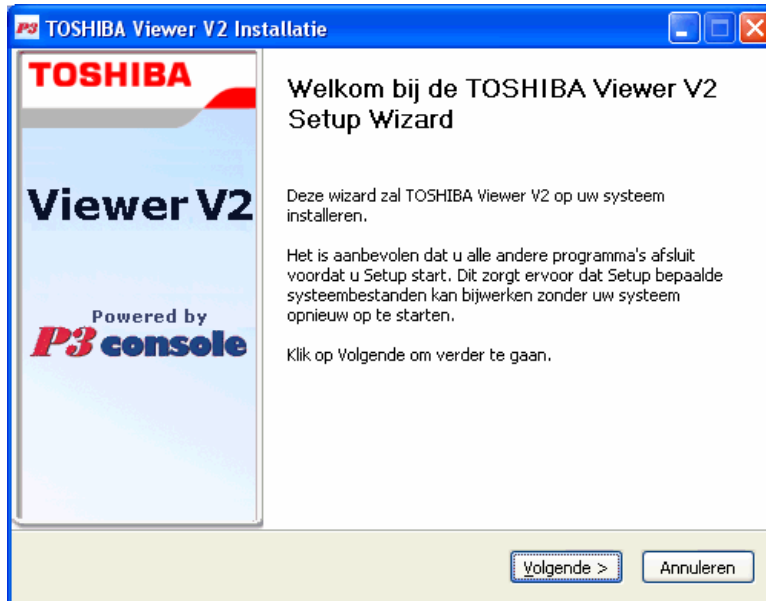 P3 TOSHIBA Viewer V2 Installatie
TOSHIBA
Viewer V2
Powered by
P3 console
Welkom bij de TOSHIBA Viewer V2
Setup Wizard
Deze wizard zal TOSHIBA Viewer V2 op uw systeem
installeren.
Het is aanbevolen dat u alle andere programma's afsluit
voordat u Setup start. Dit zorgt ervoor dat Setup bepaalde
systeembestanden kan bijwerken zonder uw systeem
opnieuw op te starten.
Klik op Volgende om verder te gaan.
Volgende >
Annuleren